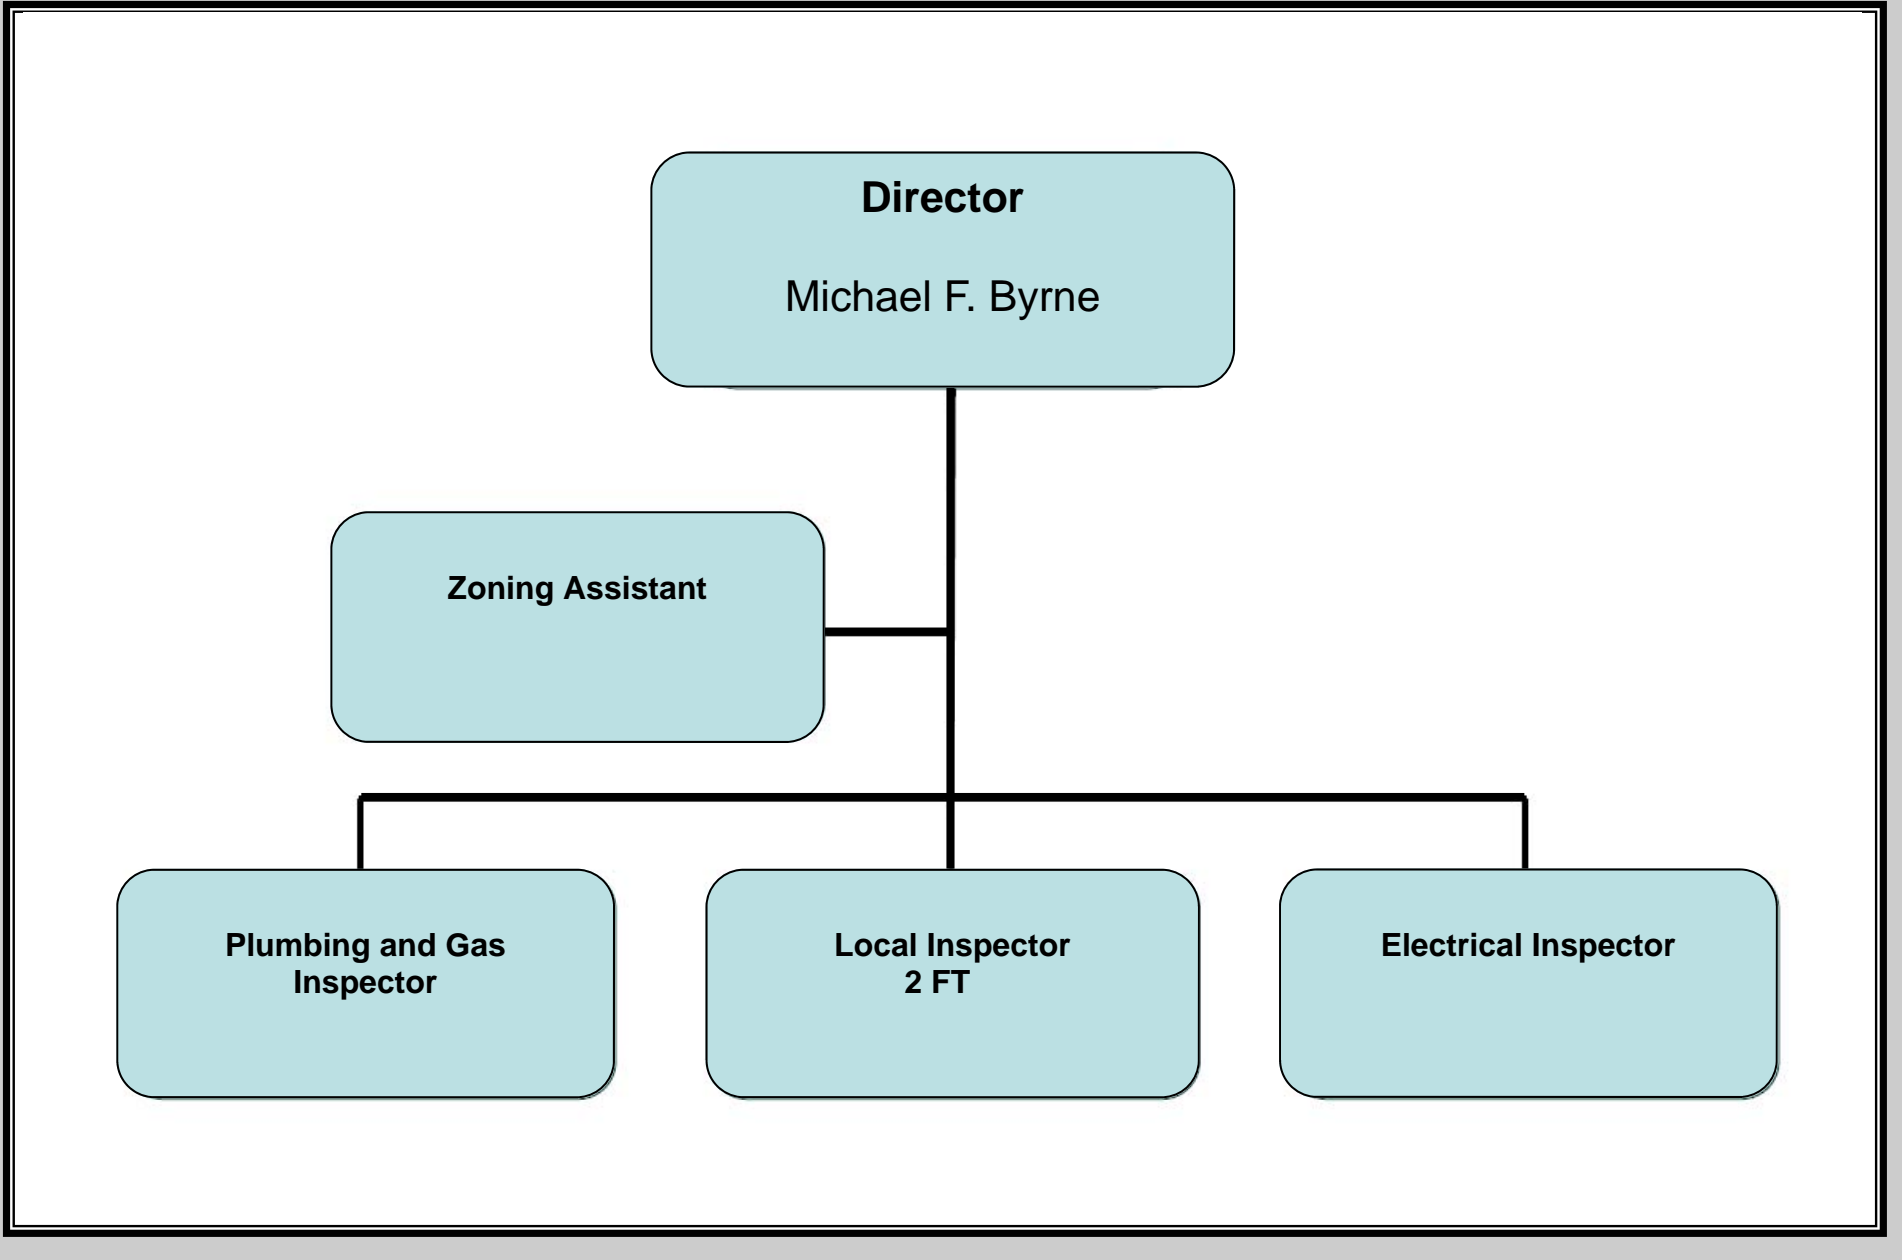 Director
Michael F. Byrne
Zoning Assistant
Plumbing and Gas
Inspector
Local Inspector
2 FT
Electrical Inspector